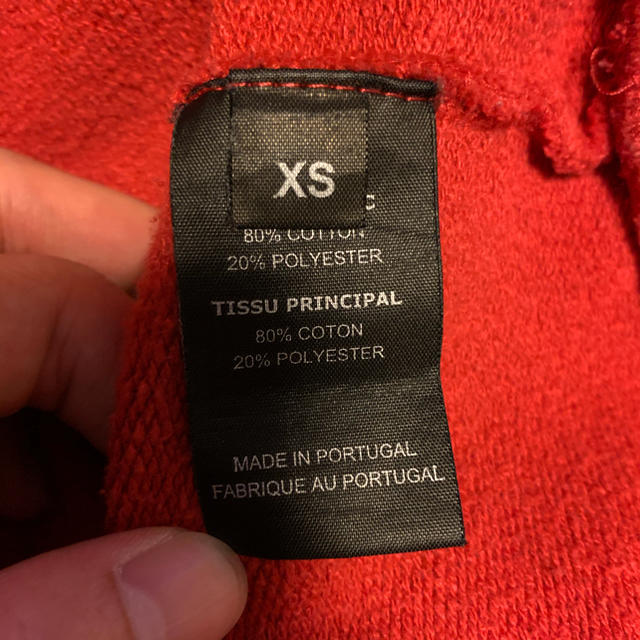 XS
80% COTTON
20% POLYESTER
TISSU PRINCIPAL
80% COTON
20% POLYESTER
MADE IN PORTUGAL
FABRIQUE AU PORTUGAL